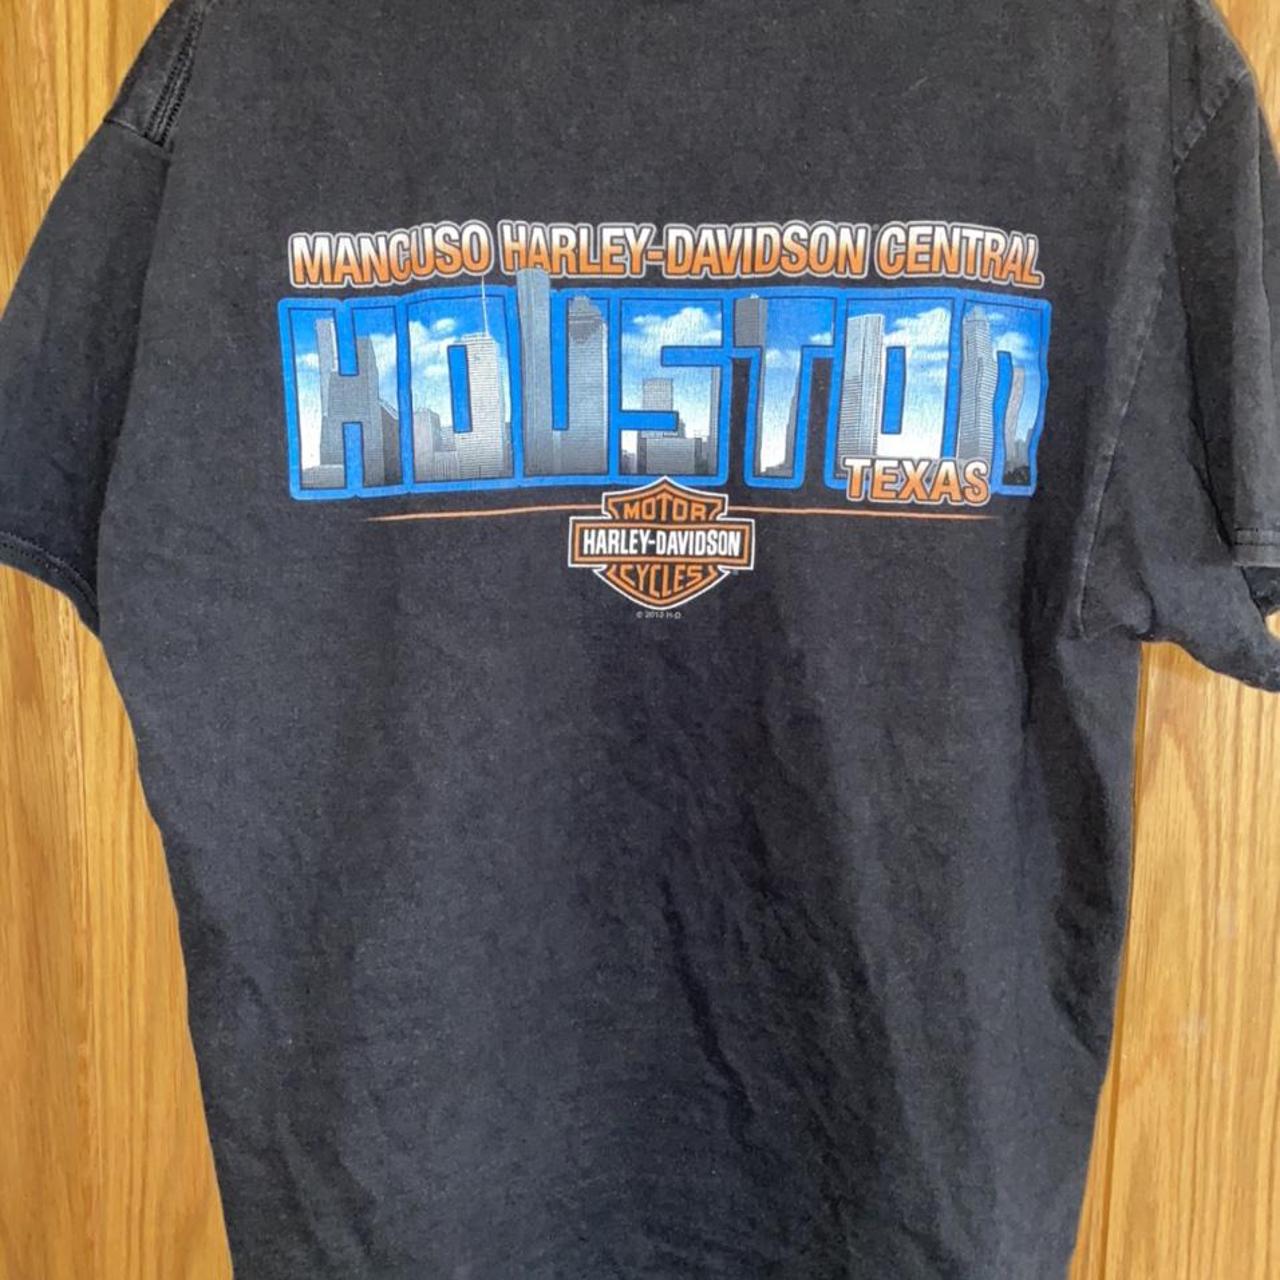 MANCUSO HARLEY-DAVIDSON CENTRAL
HOUSTON
TEXAS
MOTOR
HARLEY-DAVIDSON
CYCLES